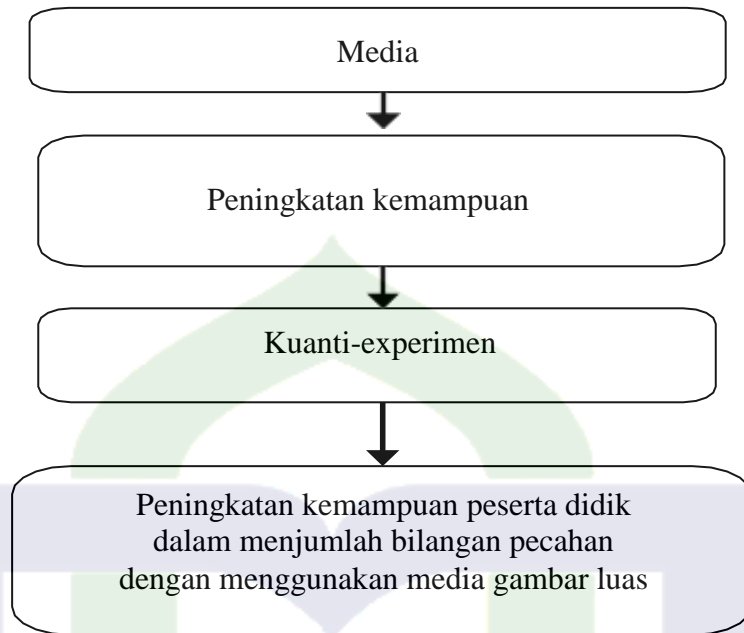 Media
Peningkatan kemampuan
Kuanti-experimen
Peningkatan kemampuan peserta didik
dalam menjumlah bilangan pecahan
dengan menggunakan media gambar luas